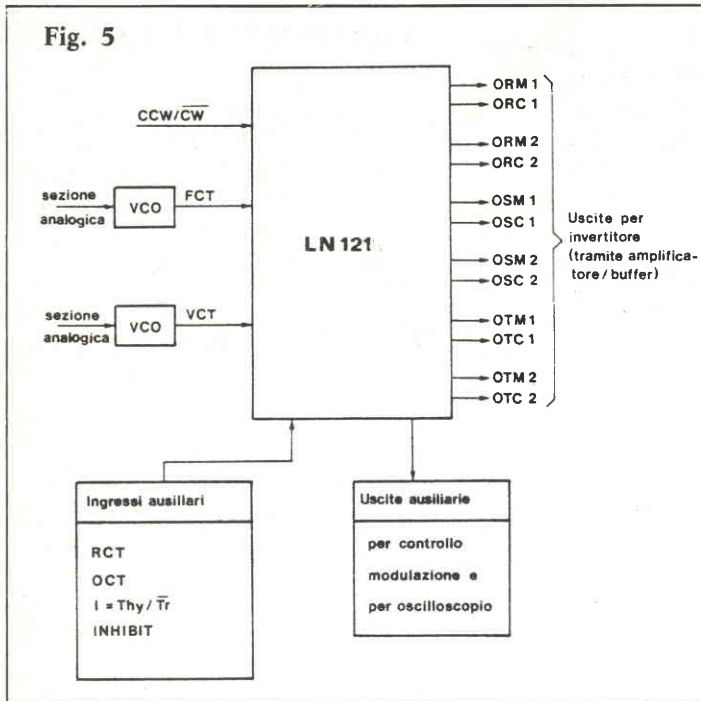 Fig. 5
CCW/C̅W̅
sezione
analogica
VCO
FCT
sezione
analogica
VCO
VCT
LN 121
ORM 1
ORC 1
ORM 2
ORC 2
OSM 1
OSC 1
OSM 2
OSC 2
OTM 1
OTC 1
OTM 2
OTC 2
Uscite per
invertitore
(tramite amplifica-
tore / buffer)
Ingressi ausiliari
RCT
OCT
I = Thy / T̅r̅
INHIBIT
Uscite ausiliarie
per controllo
modulazione e
per oscilloscopio